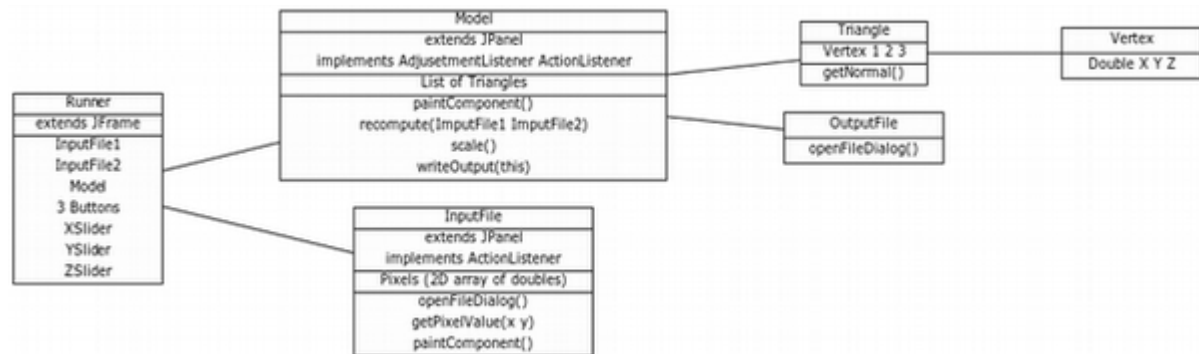 Runner
extends JFrame
InputFile1
InputFile2
Model
3 Buttons
XSlider
YSlider
ZSlider
Model
extends JPanel
implements AdjusetmentListener ActionListener
List of Triangles
paintComponent()
recompute(ImputFile1 ImputFile2)
scale()
writeOutput(this)
InputFile
extends JPanel
implements ActionListener
Pixels (2D array of doubles)
openFileDialog()
getPixelValue(x y)
paintComponent()
Triangle
Vertex 1 2 3
getNormal()
OutputFile
openFileDialog()
Vertex
Double X Y Z